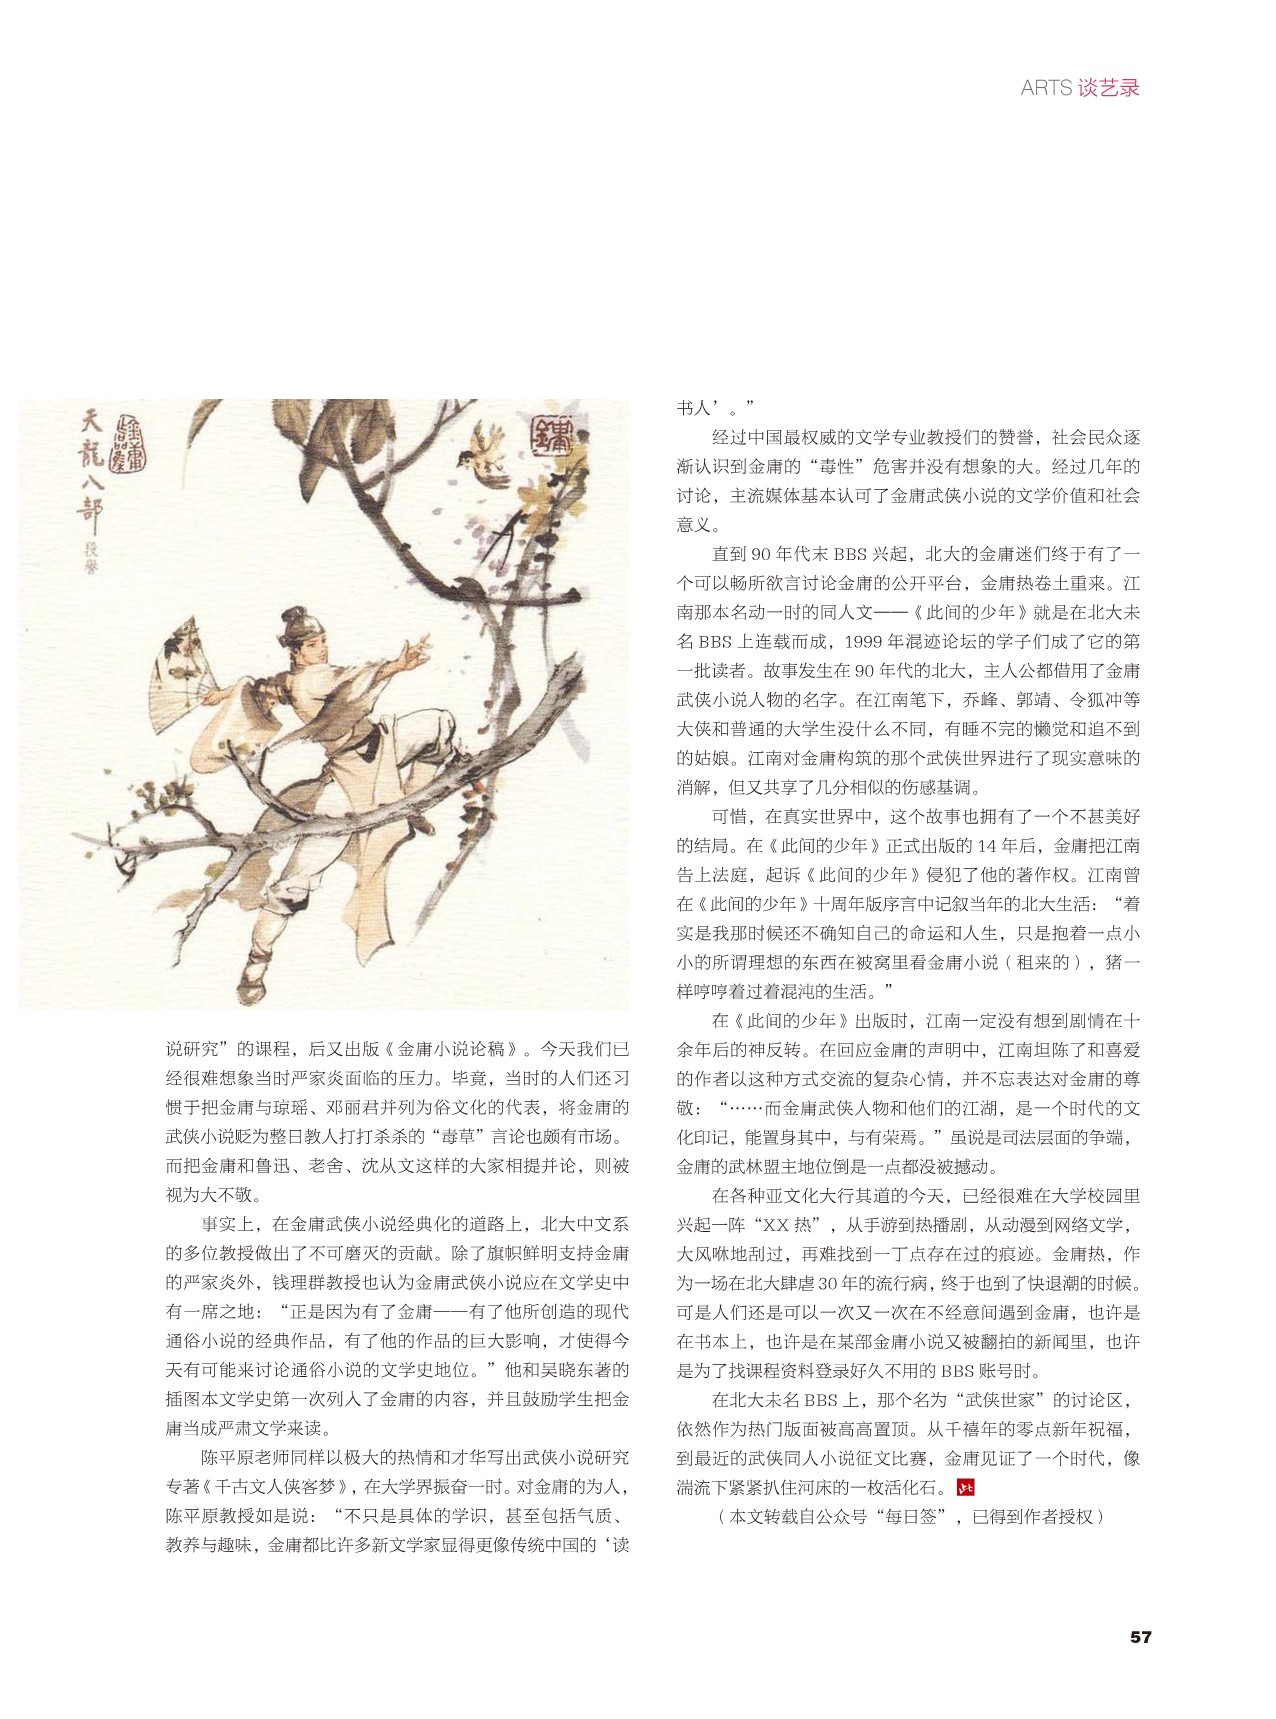 ARTS 谈艺录
天龍八部
段譽
说研究”的课程，后又出版《金庸小说论稿》。今天我们已
经很难想象当时严家炎面临的压力。毕竟，当时的人们还习
惯于把金庸与琼瑶、邓丽君并列为俗文化的代表，将金庸的
武侠小说贬为整日教人打打杀杀的“毒草”言论也颇有市场。
而把金庸和鲁迅、老舍、沈从文这样的大家相提并论，则被
视为大不敬。
事实上，在金庸武侠小说经典化的道路上，北大中文系
的多位教授做出了不可磨灭的贡献。除了旗帜鲜明支持金庸
的严家炎外，钱理群教授也认为金庸武侠小说应在文学史中
有一席之地：“正是因为有了金庸——有了他所创造的现代
通俗小说的经典作品，有了他的作品的巨大影响，才使得今
天有可能来讨论通俗小说的文学史地位。”他和吴晓东著的
插图本文学史第一次列入了金庸的内容，并且鼓励学生把金
庸当成严肃文学来读。
陈平原老师同样以极大的热情和才华写出武侠小说研究
专著《千古文人侠客梦》，在大学界振奋一时。对金庸的为人，
陈平原教授如是说：“不只是具体的学识，甚至包括气质、
教养与趣味，金庸都比许多新文学家显得更像传统中国的‘读
书人’。”
经过中国最权威的文学专业教授们的赞誉，社会民众逐
渐认识到金庸的“毒性”危害并没有想象的大。经过几年的
讨论，主流媒体基本认可了金庸武侠小说的文学价值和社会
意义。
直到 90 年代末 BBS 兴起，北大的金庸迷们终于有了一
个可以畅所欲言讨论金庸的公开平台，金庸热卷土重来。江
南那本名动一时的同人文——《此间的少年》就是在北大未
名 BBS 上连载而成，1999 年混迹论坛的学子们成了它的第
一批读者。故事发生在 90 年代的北大，主人公都借用了金庸
武侠小说人物的名字。在江南笔下，乔峰、郭靖、令狐冲等
大侠和普通的大学生没什么不同，有睡不完的懒觉和追不到
的姑娘。江南对金庸构筑的那个武侠世界进行了现实意味的
消解，但又共享了几分相似的伤感基调。
可惜，在真实世界中，这个故事也拥有了一个不甚美好
的结局。在《此间的少年》正式出版的 14 年后，金庸把江南
告上法庭，起诉《此间的少年》侵犯了他的著作权。江南曾
在《此间的少年》十周年版序言中记叙当年的北大生活：“着
实是我那时候还不确知自己的命运和人生，只是抱着一点小
小的所谓理想的东西在被窝里看金庸小说（租来的），猪一
样哼哼着过着混沌的生活。”
在《此间的少年》出版时，江南一定没有想到剧情在十
余年后的神反转。在回应金庸的声明中，江南坦陈了和喜爱
的作者以这种方式交流的复杂心情，并不忘表达对金庸的尊
敬：“……而金庸武侠人物和他们的江湖，是一个时代的文
化印记，能置身其中，与有荣焉。”虽说是司法层面的争端，
金庸的武林盟主地位倒是一点都没被撼动。
在各种亚文化大行其道的今天，已经很难在大学校园里
兴起一阵“XX 热”，从手游到热播剧，从动漫到网络文学，
大风咻地刮过，再难找到一丁点存在过的痕迹。金庸热，作
为一场在北大肆虐 30 年的流行病，终于也到了快退潮的时候。
可是人们还是可以一次又一次在不经意间遇到金庸，也许是
在书本上，也许是在某部金庸小说又被翻拍的新闻里，也许
是为了找课程资料登录好久不用的 BBS 账号时。
在北大未名 BBS 上，那个名为“武侠世家”的讨论区，
依然作为热门版面被高高置顶。从千禧年的零点新年祝福，
到最近的武侠同人小说征文比赛，金庸见证了一个时代，像
湍流下紧紧扒住河床的一枚活化石。
（本文转载自公众号“每日签”，已得到作者授权）
57